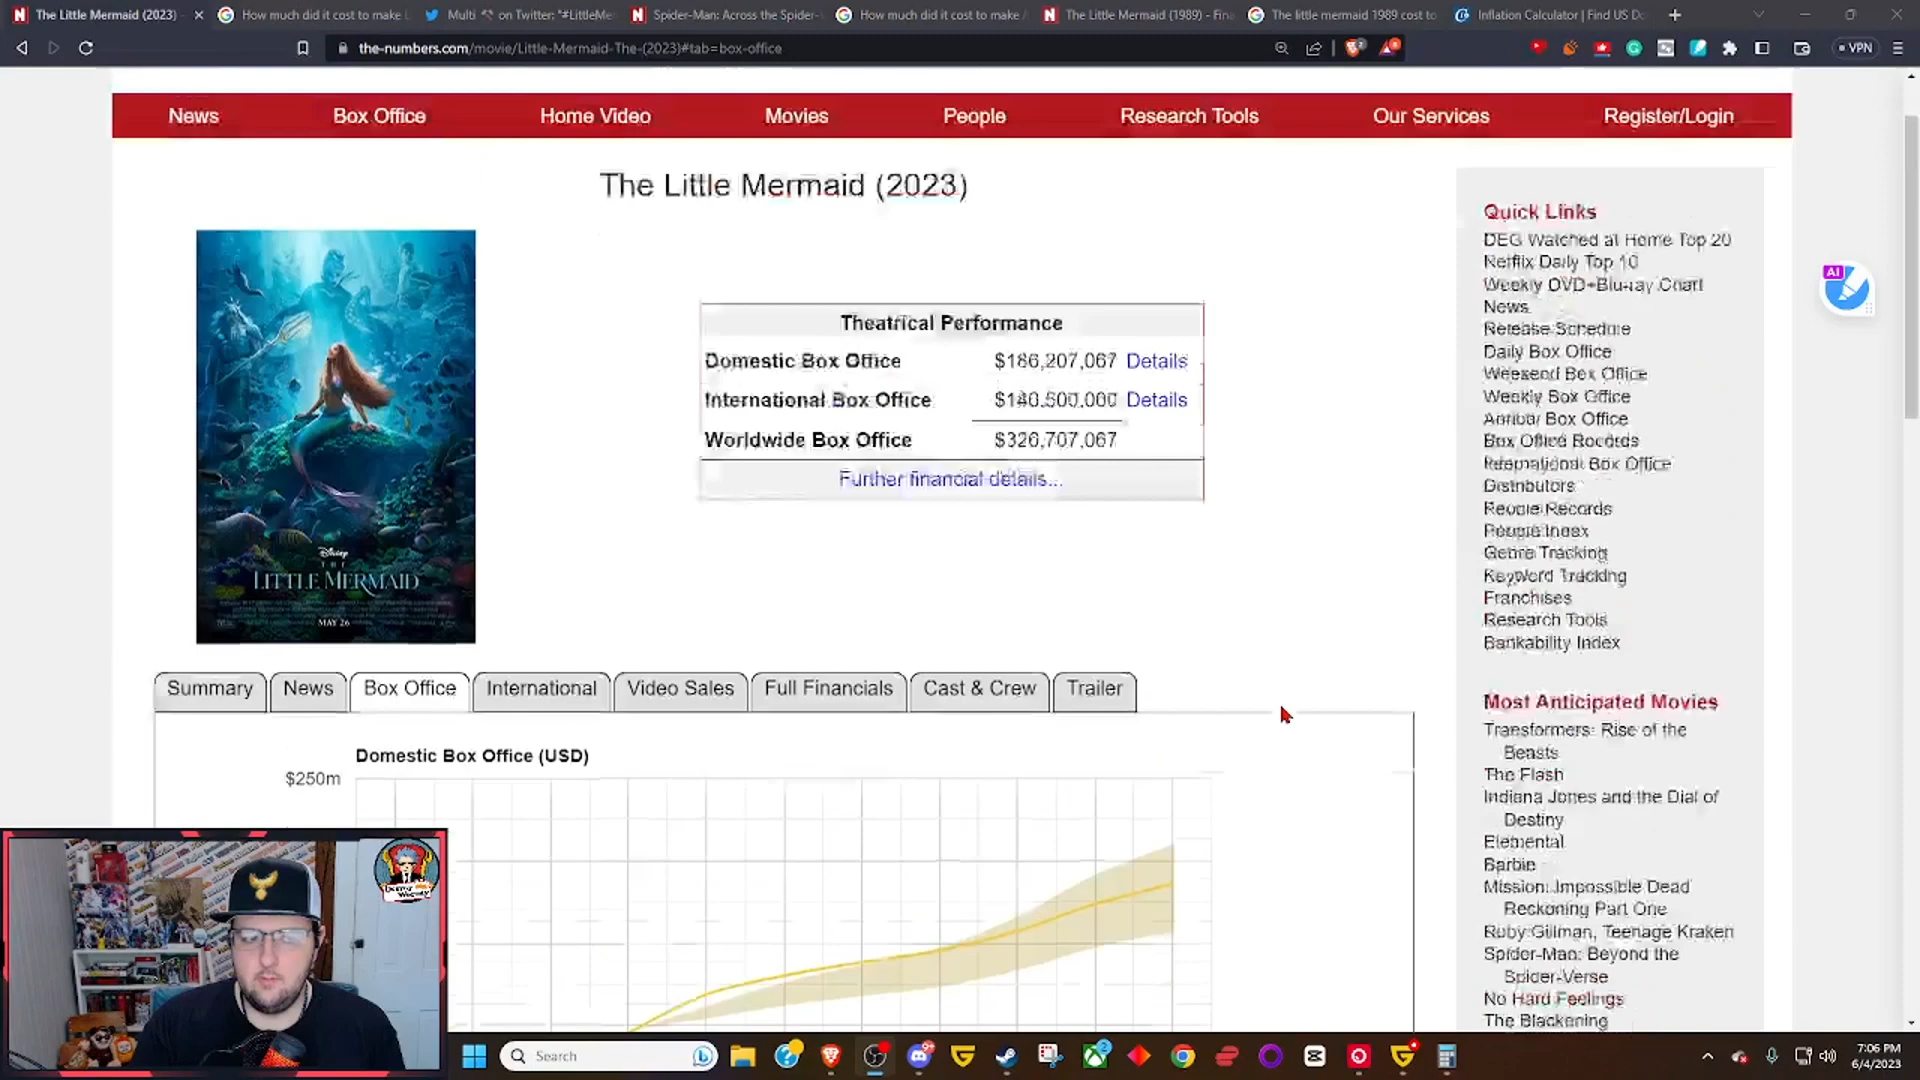 The Little Mermaid (2023)
How much did it cost to make
Multi on Twitter: "#LittleMe
Spider-Man: Across the Spider-
How much did it cost to make
The Little Mermaid (1989) - Fina
The little mermaid 1989 cost to
Inflation Calculator | Find US Do
the-numbers.com/movie/Little-Mermaid-The-(2023)#tab=box-office
VPN
News
Box Office
Home Video
Movies
People
Research Tools
Our Services
Register/Login
The Little Mermaid (2023)
Disney
THE
LITTLE MERMAID
MAY 26
Theatrical Performance
Domestic Box Office $186,207,067 Details
International Box Office $140,500,000 Details
Worldwide Box Office $326,707,067
Further financial details...
Quick Links
DEG Watched at Home Top 20
Netflix Daily Top 10
Weekly DVD+Blu-ray Chart
News
Release Schedule
Daily Box Office
Weekend Box Office
Weekly Box Office
Annual Box Office
Box Office Records
International Box Office
Distributors
People Records
People Index
Genre Tracking
Keyword Tracking
Franchises
Research Tools
Bankability Index
Most Anticipated Movies
Transformers: Rise of the
Beasts
The Flash
Indiana Jones and the Dial of
Destiny
Elemental
Barbie
Mission: Impossible Dead
Reckoning Part One
Ruby Gillman, Teenage Kraken
Spider-Man: Beyond the
Spider-Verse
No Hard Feelings
The Blackening
AI
Summary
News
Box Office
International
Video Sales
Full Financials
Cast & Crew
Trailer
Domestic Box Office (USD)
$250m
Search
7:06 PM
6/4/2023